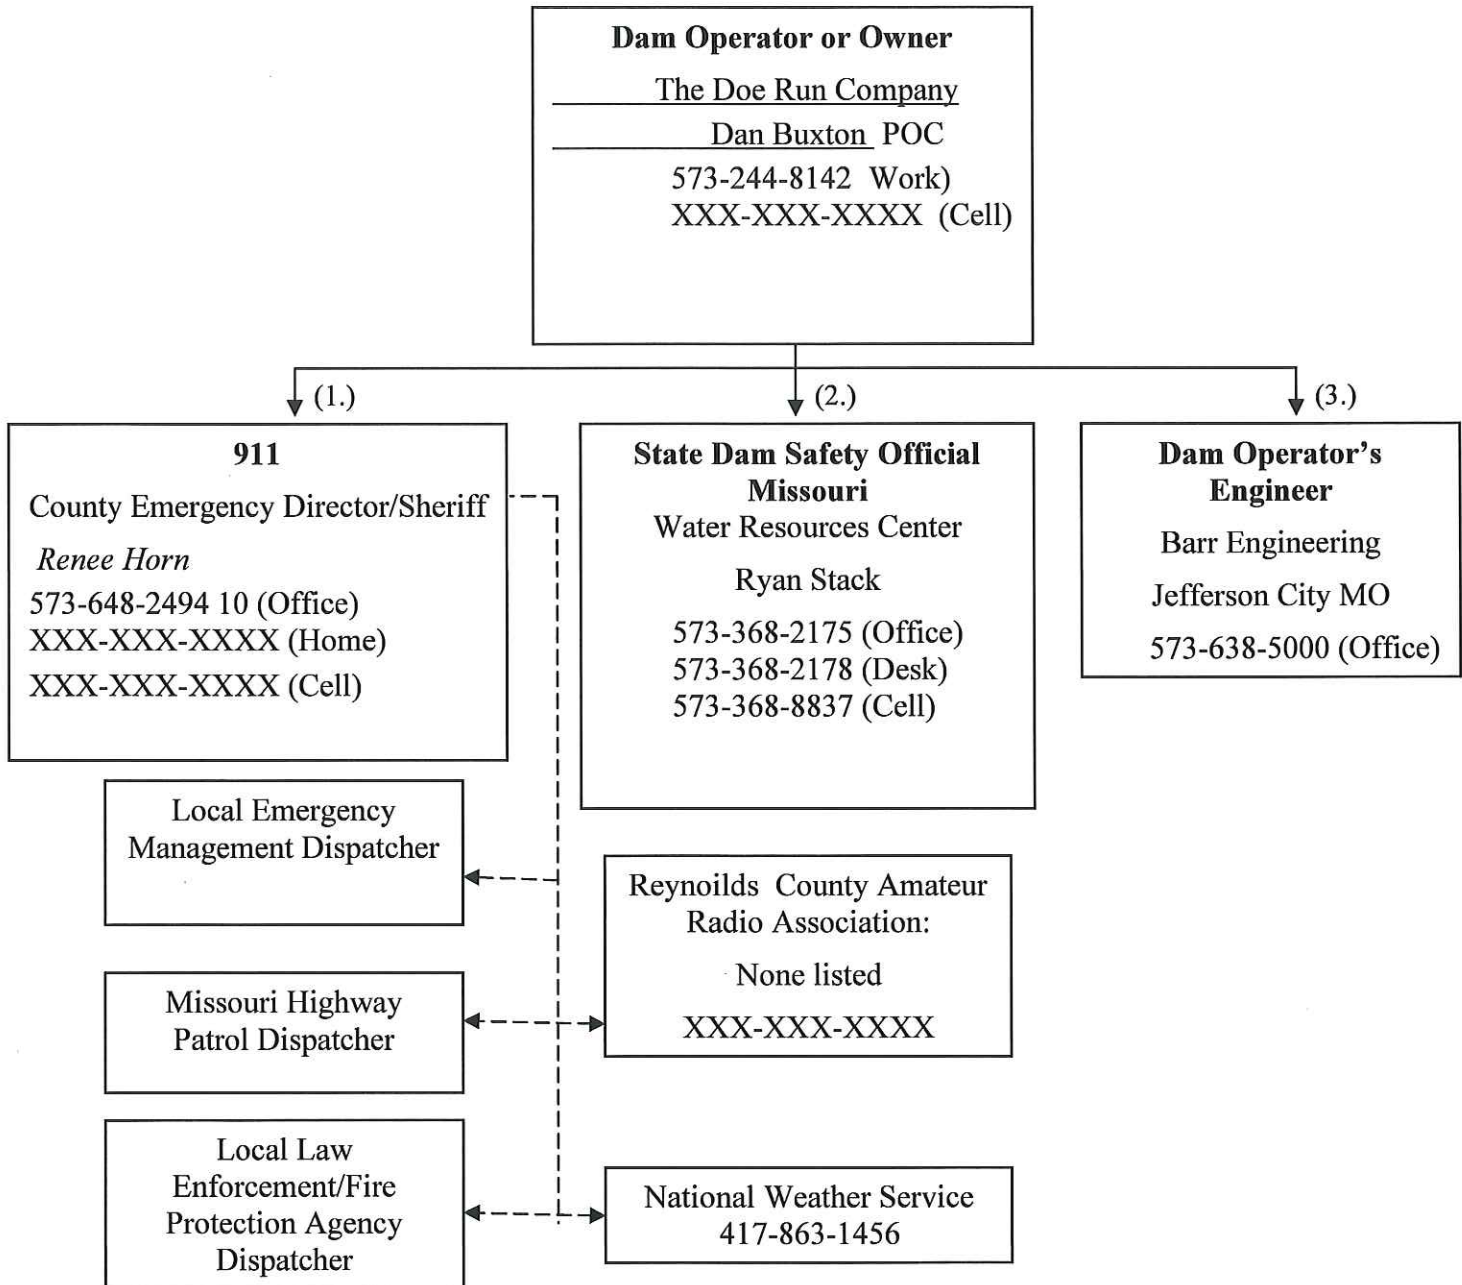 Dam Operator or Owner
The Doe Run Company
Dan Buxton POC
573-244-8142 Work)
XXX-XXX-XXXX (Cell)
(1.)
(2.)
(3.)
911
County Emergency Director/Sheriff
Renee Horn
573-648-2494 10 (Office)
XXX-XXX-XXXX (Home)
XXX-XXX-XXXX (Cell)
State Dam Safety Official
Missouri
Water Resources Center
Ryan Stack
573-368-2175 (Office)
573-368-2178 (Desk)
573-368-8837 (Cell)
Dam Operator’s
Engineer
Barr Engineering
Jefferson City MO
573-638-5000 (Office)
Local Emergency
Management Dispatcher
Reynoilds County Amateur
Radio Association:
None listed
XXX-XXX-XXXX
Missouri Highway
Patrol Dispatcher
Local Law
Enforcement/Fire
Protection Agency
Dispatcher
National Weather Service
417-863-1456